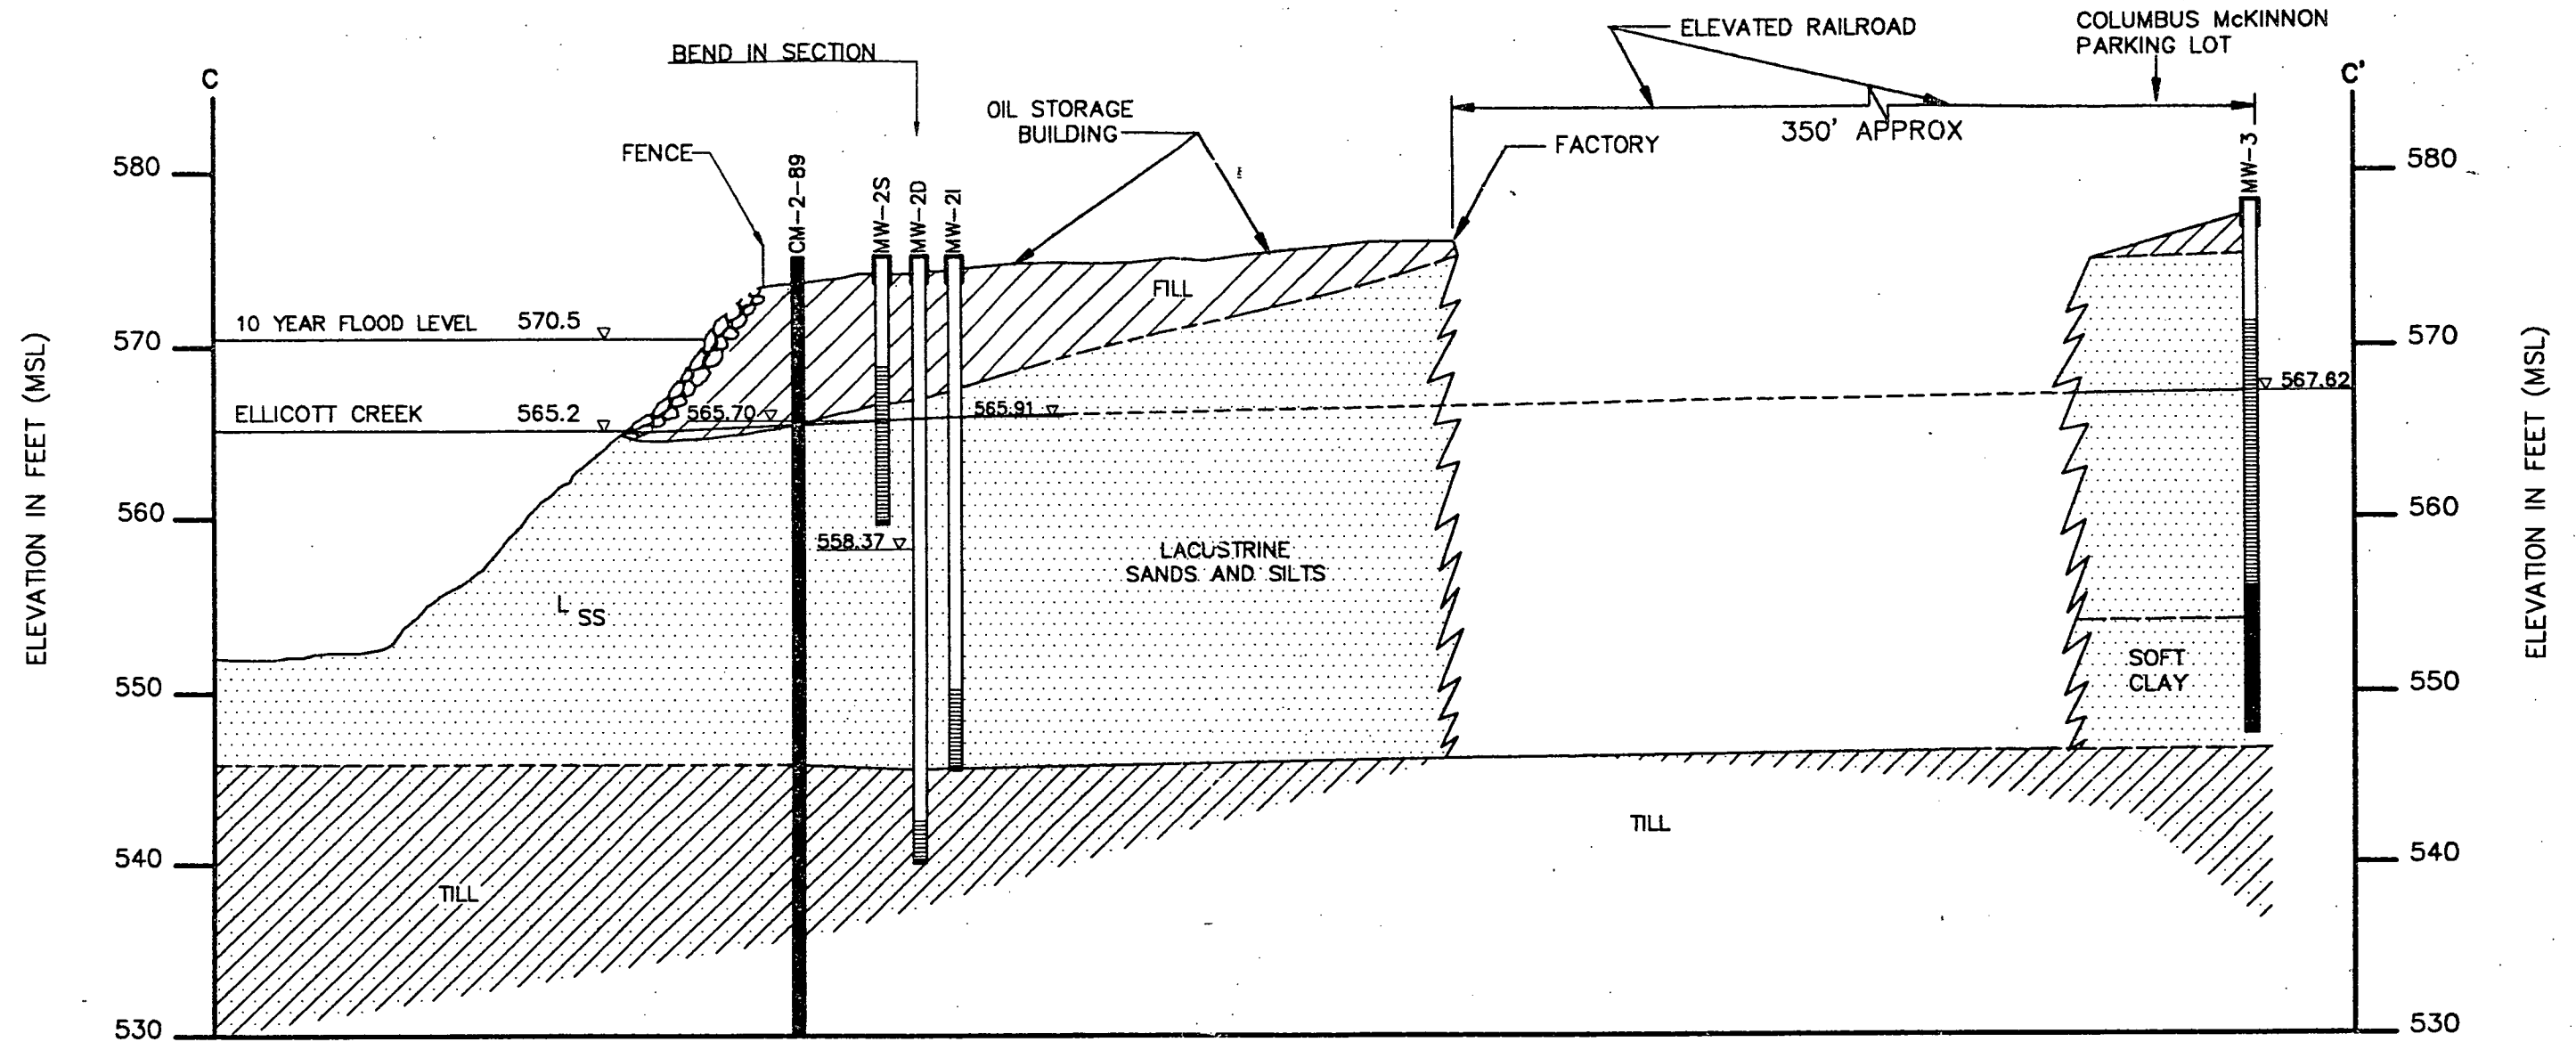 COLUMBUS McKINNON
PARKING LOT
ELEVATED RAILROAD
BEND IN SECTION
C
C'
OIL STORAGE
BUILDING
350' APPROX
FENCE
FACTORY
580
580
CM-2-89
MW-2S
MW-2D
MW-2I
MW-3
FILL
10 YEAR FLOOD LEVEL 570.5
570
570
567.62
ELLICOTT CREEK 565.2
565.70
565.91
ELEVATION IN FEET (MSL)
ELEVATION IN FEET (MSL)
560
560
558.37
LACUSTRINE
SANDS AND SILTS
L SS
SOFT
CLAY
550
550
TILL
540
540
TILL
530
530